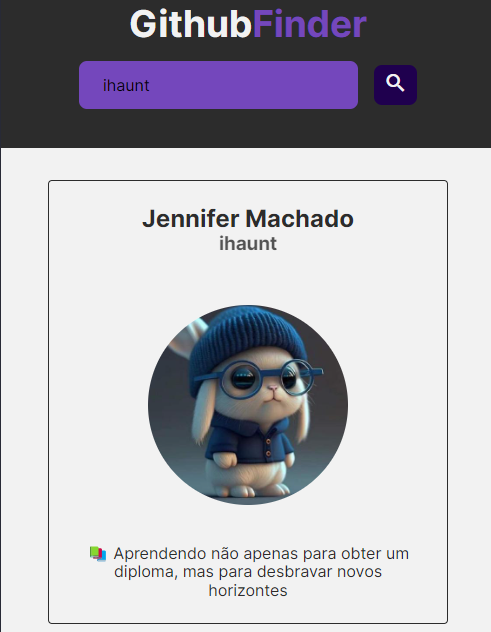 GithubFinder
ihaunt
Jennifer Machado
ihaunt
📚 Aprendendo não apenas para obter um
diploma, mas para desbravar novos
horizontes